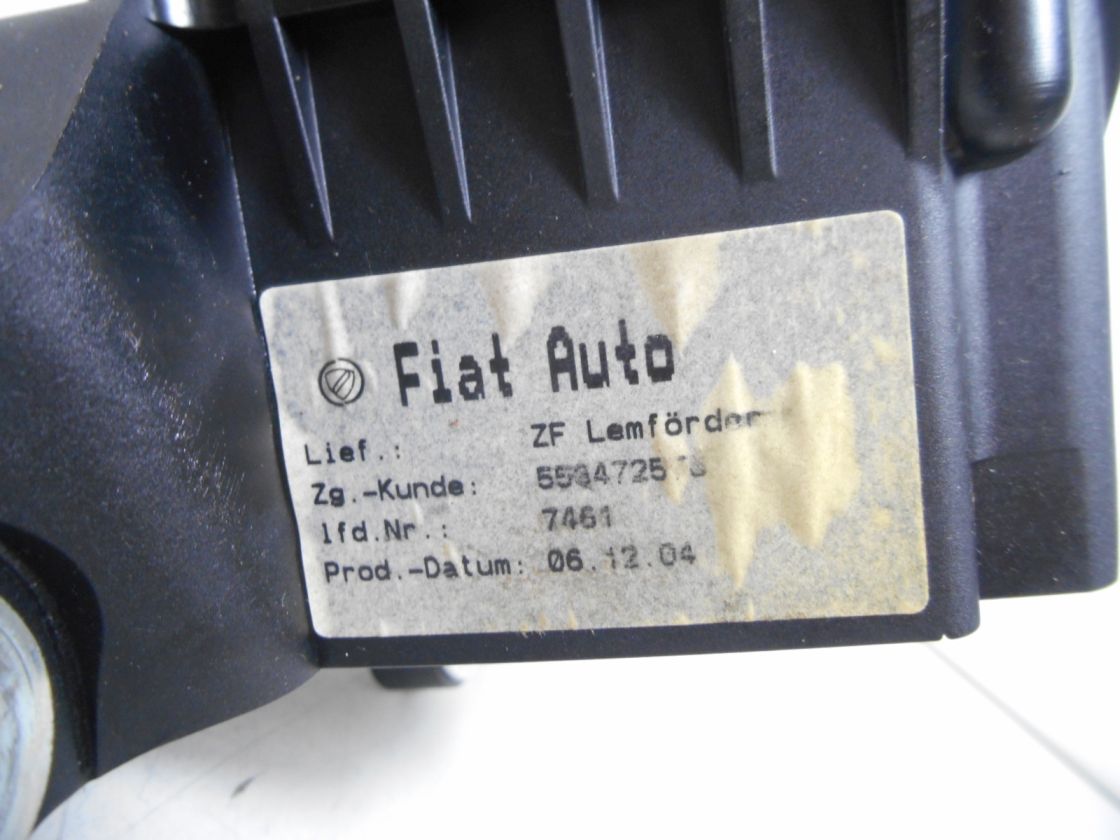 Fiat Auto
Lief.: ZF Lemförder
Zg.-Kunde:
lfd.Nr.: 7461
Prod.-Datum: 06.12.04